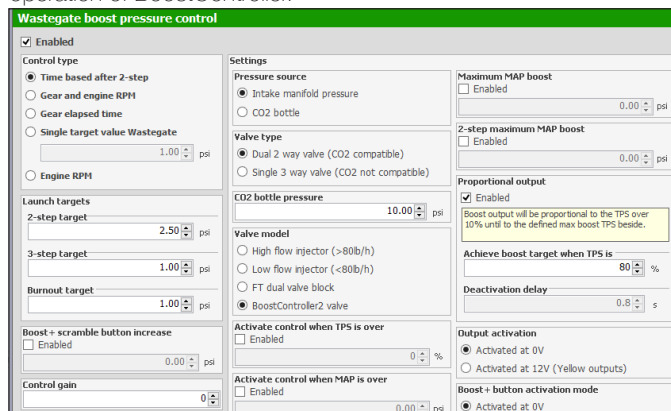 operation of BoostController.
Wastegate boost pressure control
Enabled
Control type
Time based after 2-step
Gear and engine RPM
Gear elapsed time
Single target value Wastegate
1.00 psi
Engine RPM
Launch targets
2-step target
2.50 psi
3-step target
1.00 psi
Burnout target
1.00 psi
Boost+ scramble button increase
Enabled
0.00 psi
Control gain
0
Settings
Pressure source
Intake manifold pressure
CO2 bottle
Valve type
Dual 2 way valve (CO2 compatible)
Single 3 way valve (CO2 not compatible)
CO2 bottle pressure
10.00 psi
Valve model
High flow injector (>80lb/h)
Low flow injector (<80lb/h)
FT dual valve block
BoostController2 valve
Activate control when TPS is over
Enabled
0 %
Activate control when MAP is over
Enabled
0.00 psi
Maximum MAP boost
Enabled
0.00 psi
2-step maximum MAP boost
Enabled
0.00 psi
Proportional output
Enabled
Boost output will be proportional to the TPS over
10% until to the defined max boost TPS beside.
Achieve boost target when TPS is
80 %
Deactivation delay
0.8 s
Output activation
Activated at 0V
Activated at 12V (Yellow outputs)
Boost+ button activation mode
Activated at 0V